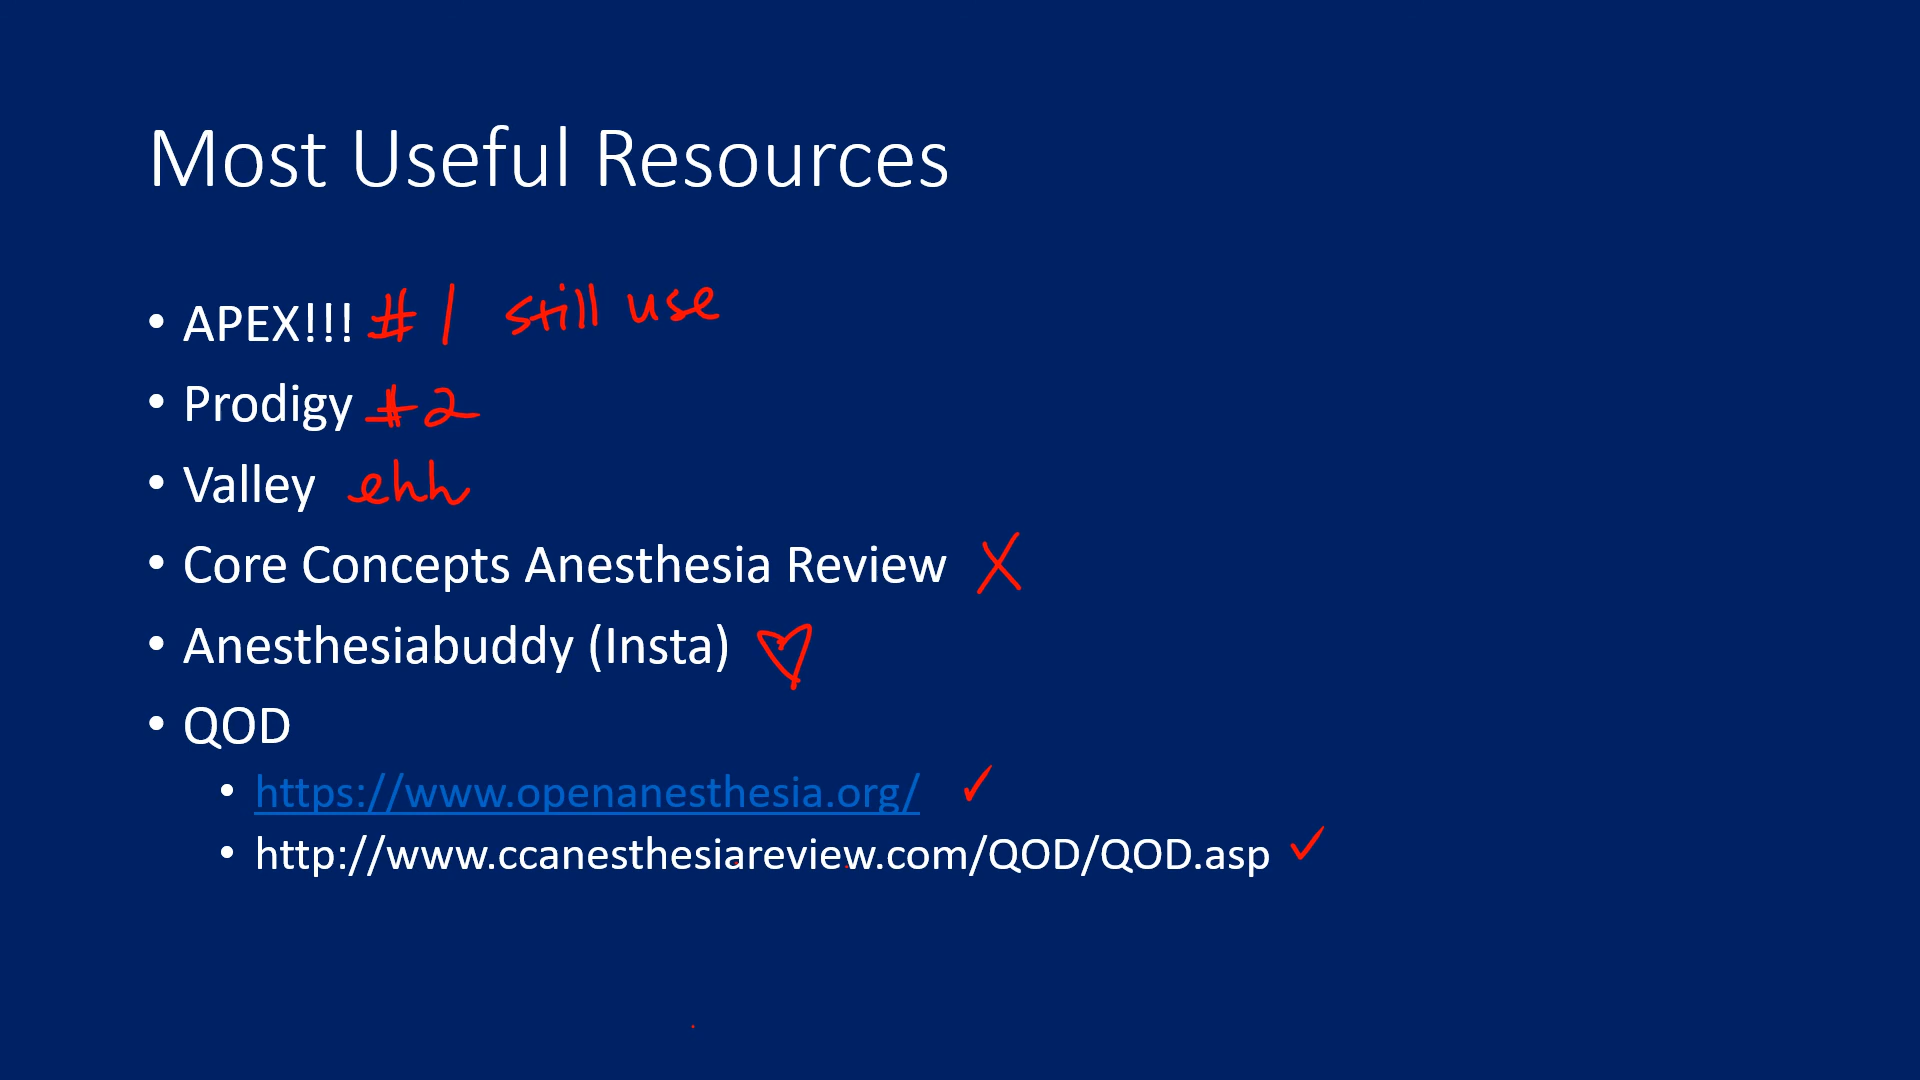 Most Useful Resources
• APEX!!! #1 still use
• Prodigy #2
• Valley ehh
• Core Concepts Anesthesia Review X
• Anesthesiabuddy (Insta) ♡
• QOD
• https://www.openanesthesia.org/ ✓
• http://www.ccanesthesiareview.com/QOD/QOD.asp ✓